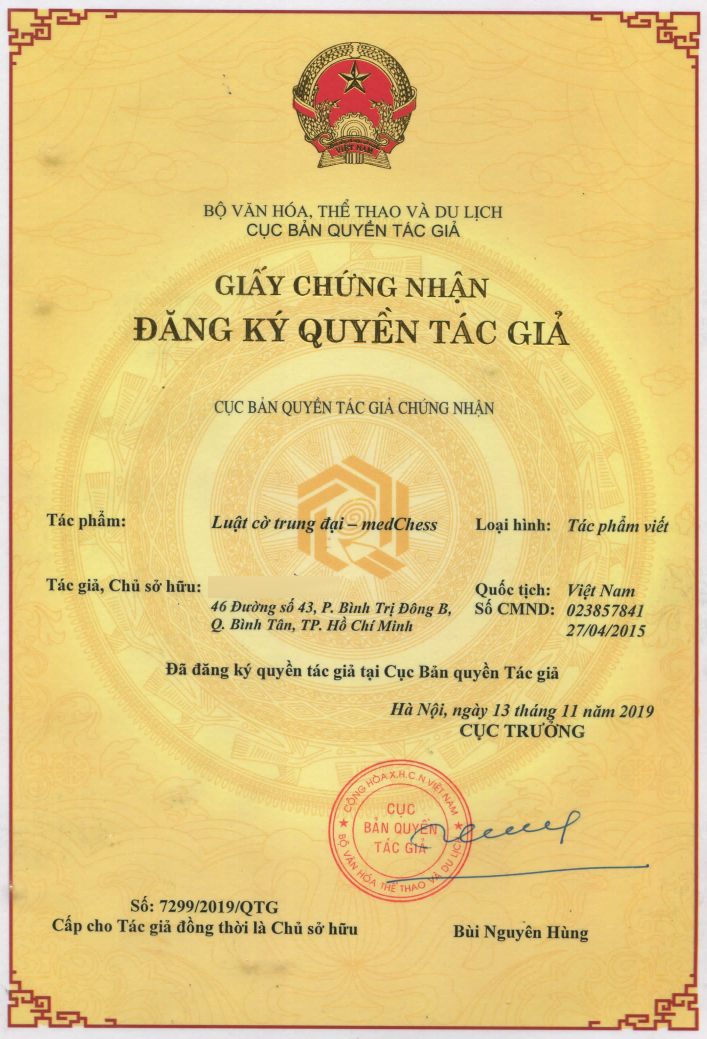 VIỆT NAM
BỘ VĂN HÓA, THỂ THAO VÀ DU LỊCH
CỤC BẢN QUYỀN TÁC GIẢ
GIẤY CHỨNG NHẬN
ĐĂNG KÝ QUYỀN TÁC GIẢ
CỤC BẢN QUYỀN TÁC GIẢ CHỨNG NHẬN
Tác phẩm: Luật cờ trung đại – medChess Loại hình: Tác phẩm viết
Tác giả, Chủ sở hữu: Quốc tịch: Việt Nam
46 Đường số 43, P. Bình Trị Đông B, Số CMND: 023857841
Q. Bình Tân, TP. Hồ Chí Minh 27/04/2015
Đã đăng ký quyền tác giả tại Cục Bản quyền Tác giả
Hà Nội, ngày 13 tháng 11 năm 2019
CỤC TRƯỞNG
CỘNG HÒA X.H.C.N VIỆT NAM
CỤC
BẢN QUYỀN
TÁC GIẢ
BỘ VĂN HÓA THỂ THAO VÀ DU LỊCH
Số: 7299/2019/QTG
Cấp cho Tác giả đồng thời là Chủ sở hữu
Bùi Nguyên Hùng